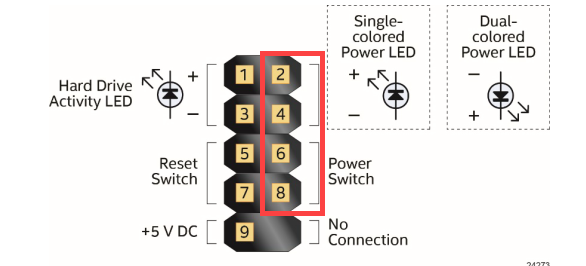 Single-
colored
Power LED
Dual-
colored
Power LED
+
−
−
+
Hard Drive
Activity LED
+
−
1
2
3
4
Reset
Switch
5
6
7
8
Power
Switch
+5 V DC
9
No
Connection
24273